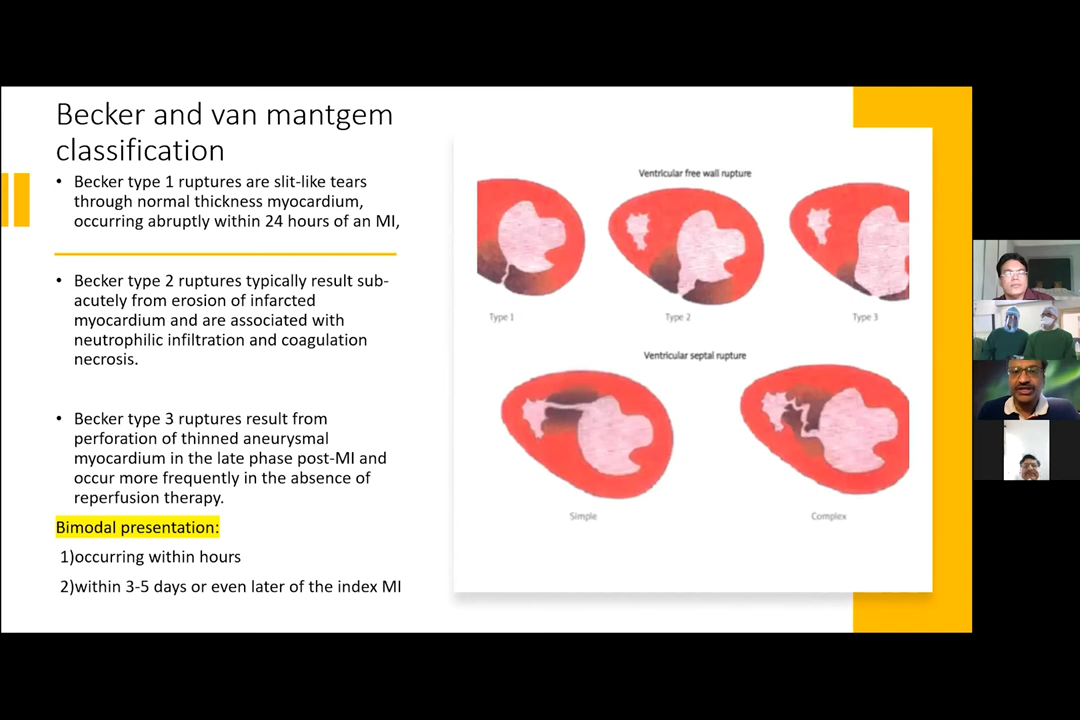 Becker and van mantgem
classification
• Becker type 1 ruptures are slit-like tears
through normal thickness myocardium,
occurring abruptly within 24 hours of an MI,
• Becker type 2 ruptures typically result sub-
acutely from erosion of infarcted
myocardium and are associated with
neutrophilic infiltration and coagulation
necrosis.
• Becker type 3 ruptures result from
perforation of thinned aneurysmal
myocardium in the late phase post-MI and
occur more frequently in the absence of
reperfusion therapy.
Bimodal presentation:
1)occurring within hours
2)within 3-5 days or even later of the index MI
Ventricular free wall rupture
Type 1
Type 2
Type 3
Ventricular septal rupture
Simple
Complex